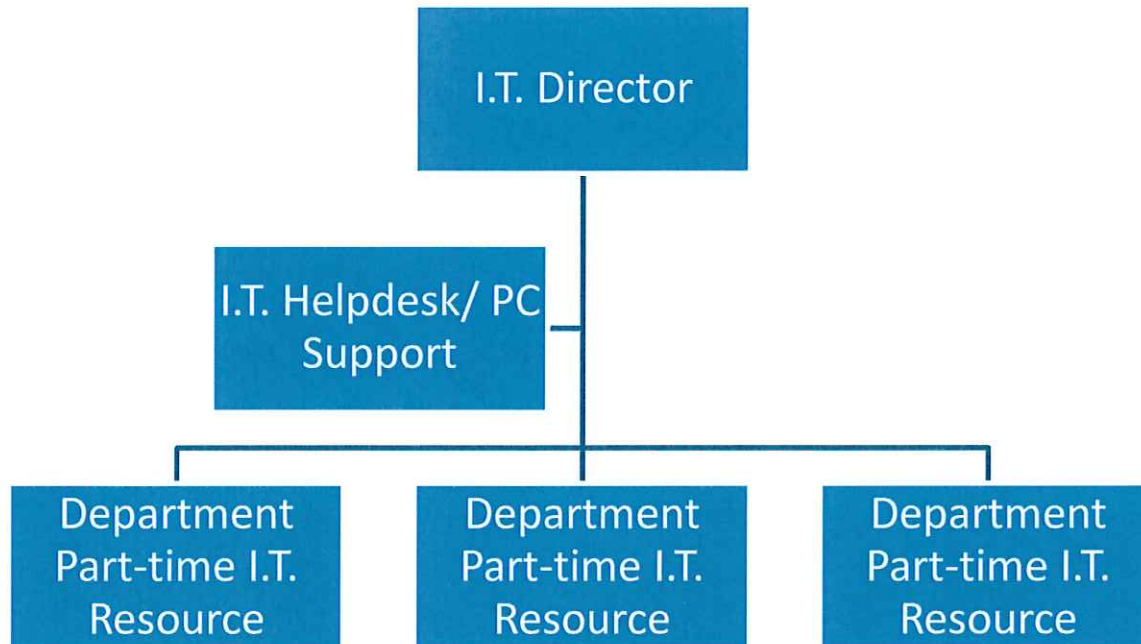 I.T. Director
I.T. Helpdesk/ PC
Support
Department
Part-time I.T.
Resource
Department
Part-time I.T.
Resource
Department
Part-time I.T.
Resource